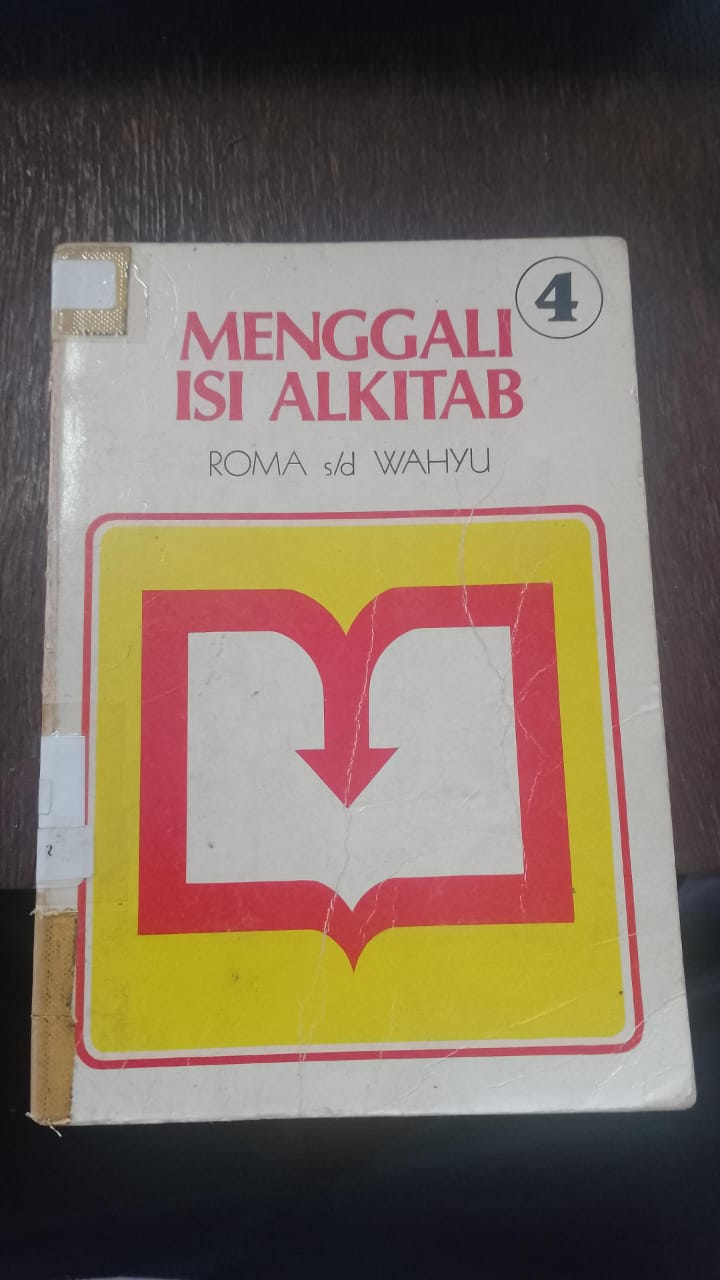 4
MENGGALI
ISI ALKITAB
ROMA s/d WAHYU